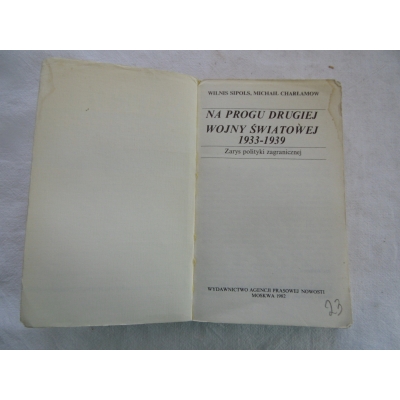 WILNIS SIPOLS, MICHAIŁ CHARŁAMOW
NA PROGU DRUGIEJ
WOJNY ŚWIATOWEJ
1933-1939
Zarys polityki zagranicznej
WYDAWNICTWO AGENCJI PRASOWEJ NOWOSTI
MOSKWA 1982
23